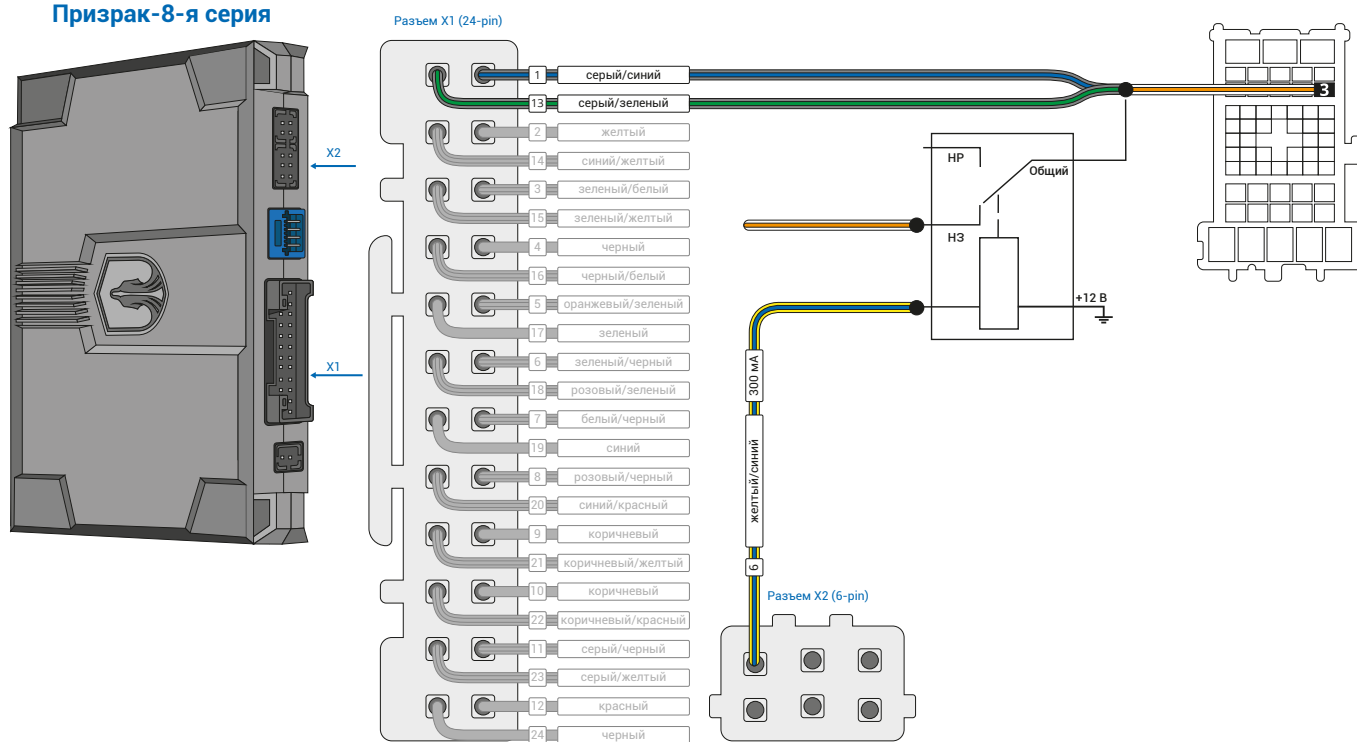 Призрак-8-я серия
Разъем X1 (24-pin)
X2
X1
1 серый/синий
13 серый/зеленый
2 желтый
14 синий/желтый
3 зеленый/белый
15 зеленый/желтый
4 черный
16 черный/белый
5 оранжевый/зеленый
17 зеленый
6 зеленый/черный
18 розовый/зеленый
7 белый/черный
19 синий
8 розовый/черный
20 синий/красный
9 коричневый
21 коричневый/желтый
10 коричневый
22 коричневый/красный
11 серый/черный
23 серый/желтый
12 красный
24 черный
3
НР
Общий
НЗ
+12 В
300 мА
желтый/синий
6
Разъем X2 (6-pin)